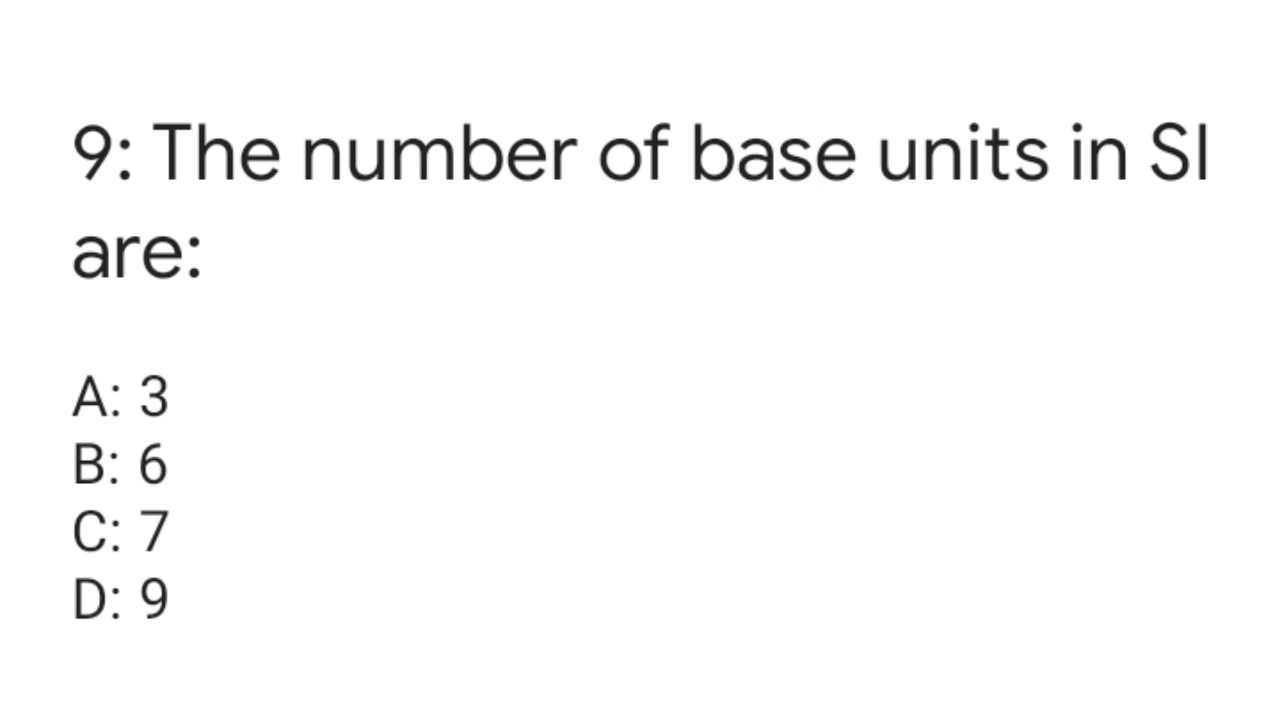 9: The number of base units in SI
are:
A: 3
B: 6
C: 7
D: 9